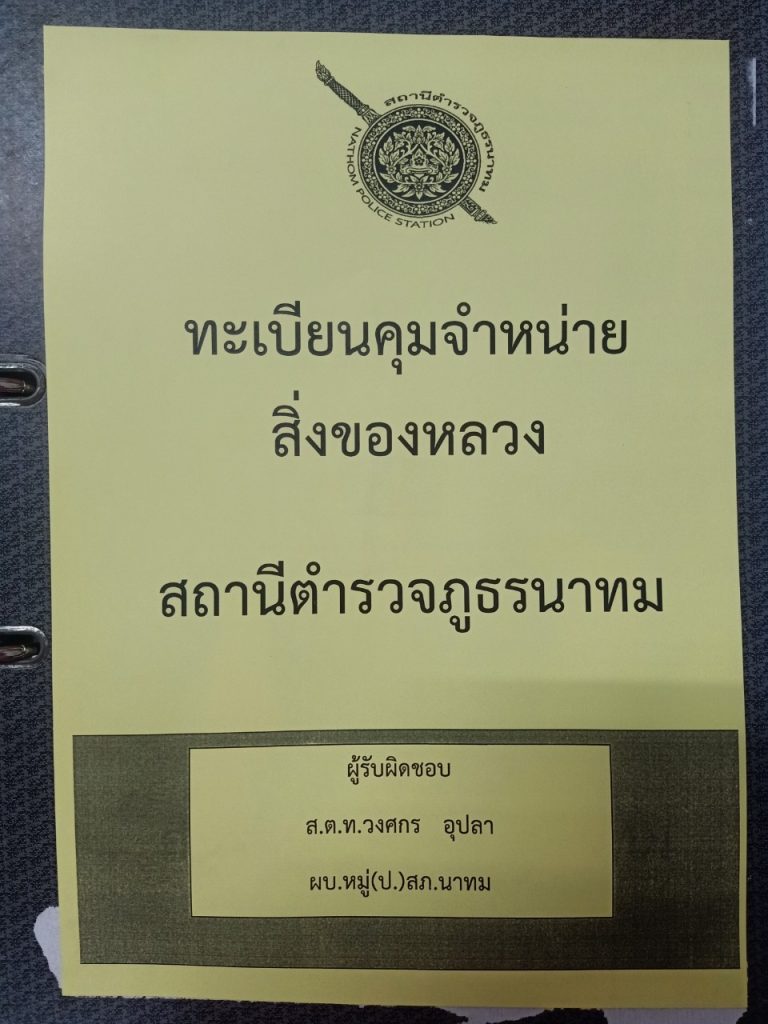 สถานีตำรวจภูธรนาทม
NATHOM POLICE STATION
ทะเบียนคุมจำหน่าย
สิ่งของหลวง
สถานีตำรวจภูธรนาทม
ผู้รับผิดชอบ
ส.ต.ท.วงศกร อุปลา
ผบ.หมู่(ป.)สภ.นาทม